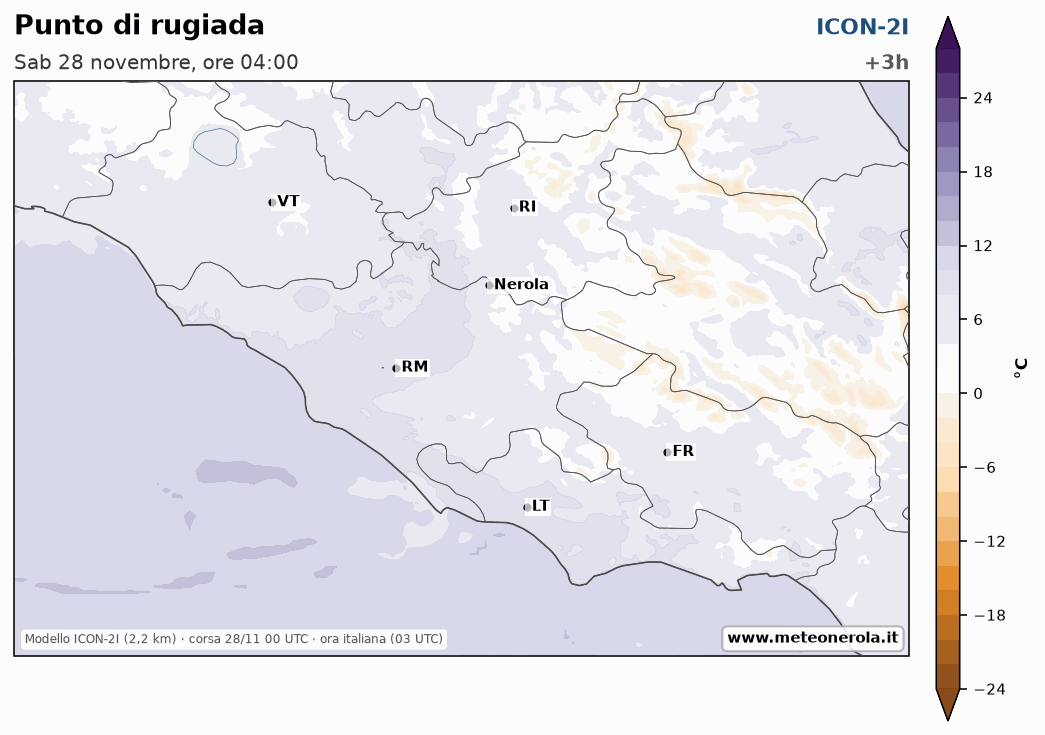 Punto di rugiada
ICON-2I
Sab 28 novembre, ore 04:00
+3h
VT
RI
Nerola
RM
FR
LT
24
18
12
6
0
−6
−12
−18
−24
°C
Modello ICON-2I (2,2 km) · corsa 28/11 00 UTC · ora italiana (03 UTC)
www.meteonerola.it